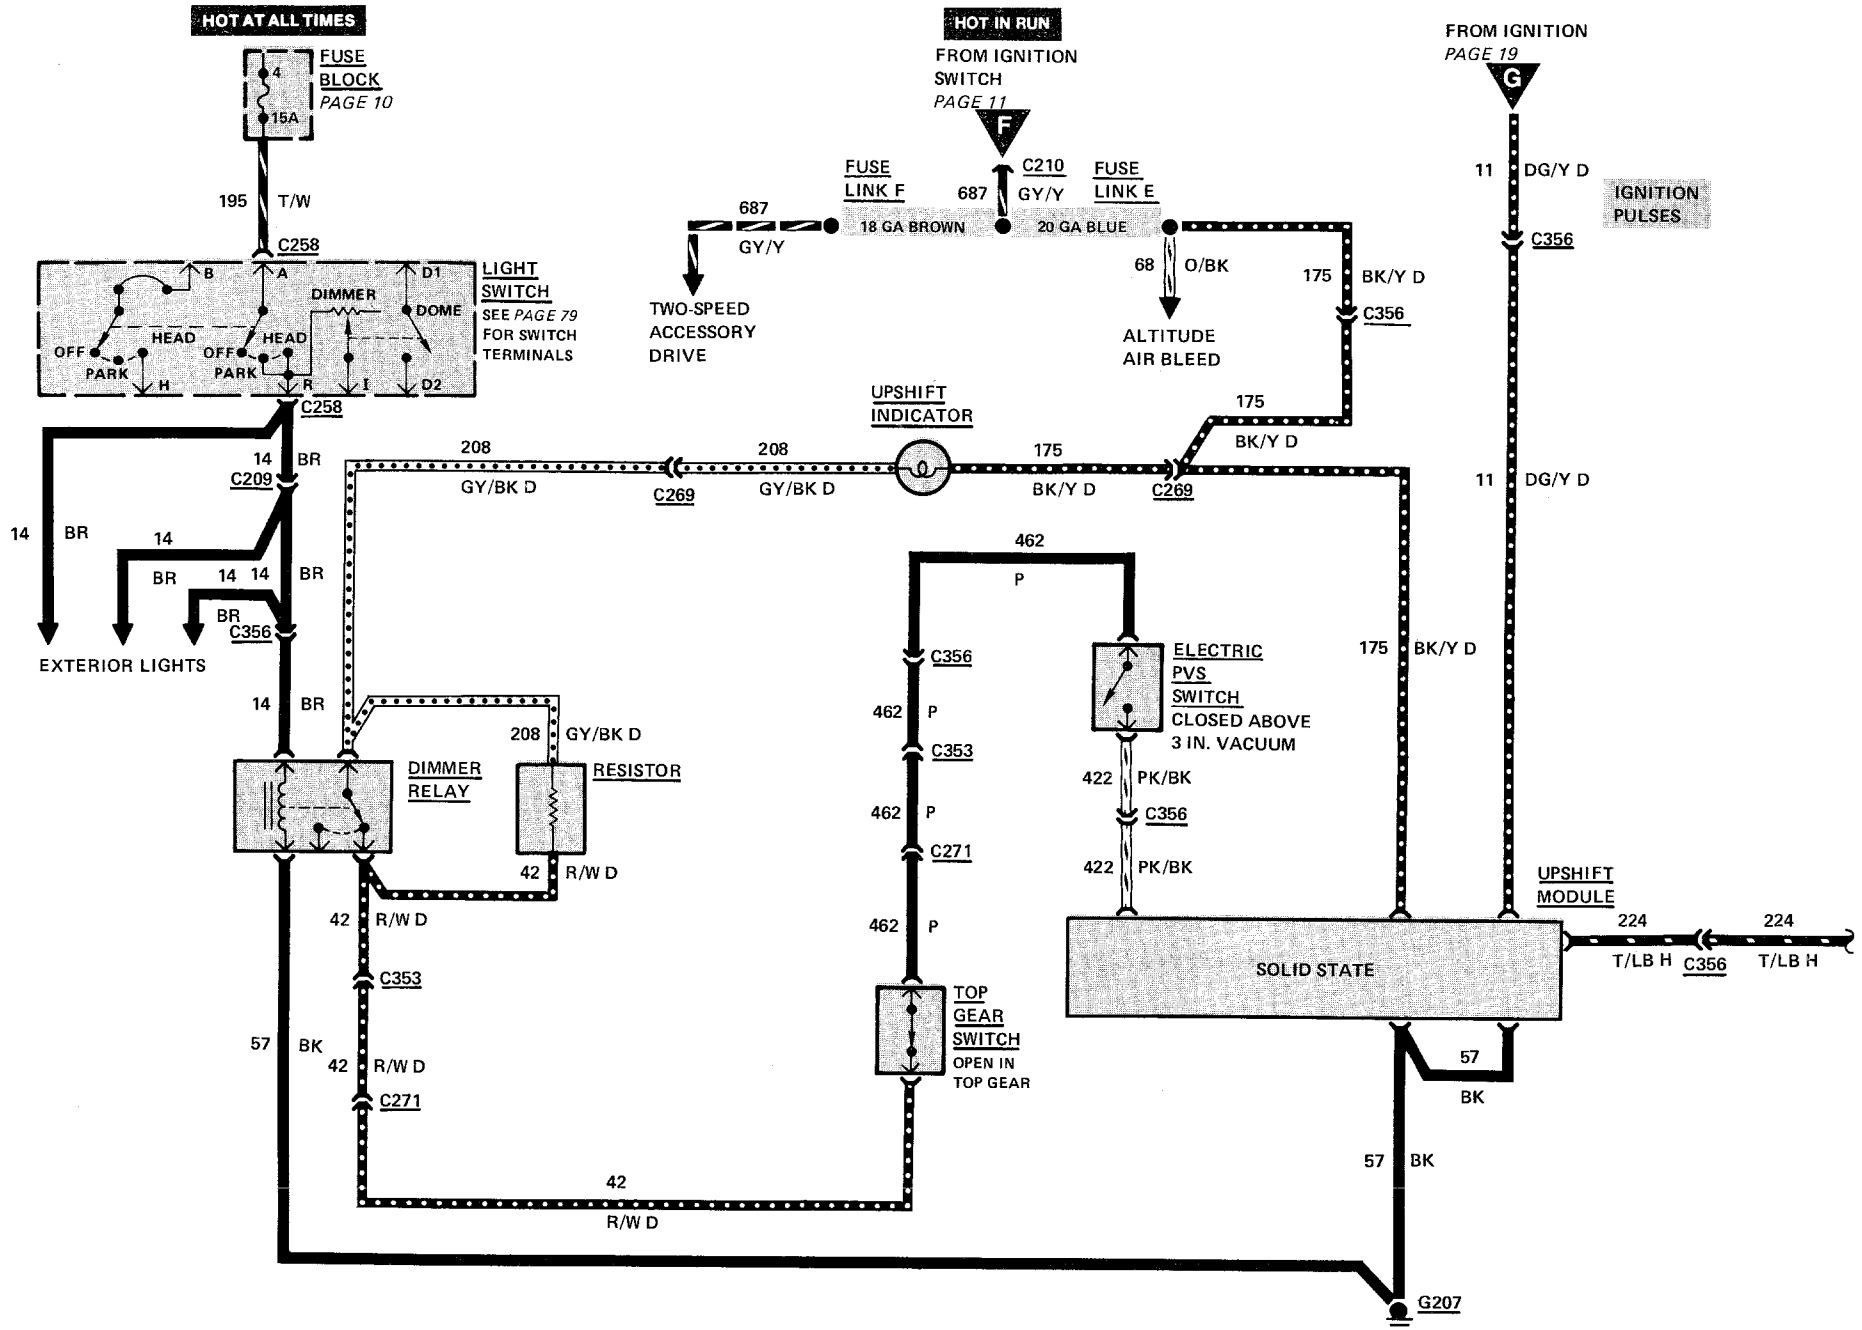 HOT AT ALL TIMES
FUSE
BLOCK
PAGE 10
4
15A
195
T/W
C258
LIGHT
SWITCH
SEE PAGE 79
FOR SWITCH
TERMINALS
B
A
D1
DIMMER
DOME
HEAD
HEAD
OFF
OFF
PARK
PARK
H
R
I
D2
C258
14
BR
C209
14
BR
14
BR
14
14
BR
BR
C356
EXTERIOR LIGHTS
14
BR
HOT IN RUN
FROM IGNITION
SWITCH
PAGE 11
F
C210
687
GY/Y
FUSE
LINK F
FUSE
LINK E
18 GA BROWN
20 GA BLUE
687
GY/Y
TWO-SPEED
ACCESSORY
DRIVE
68
O/BK
ALTITUDE
AIR BLEED
175
BK/Y D
C356
175
BK/Y D
FROM IGNITION
PAGE 19
G
11
DG/Y D
IGNITION
PULSES
C356
11
DG/Y D
UPSHIFT
INDICATOR
208
GY/BK D
C269
208
GY/BK D
175
BK/Y D
C269
175
BK/Y D
462
P
C356
462
P
C353
462
P
C271
462
P
ELECTRIC
PVS
SWITCH
CLOSED ABOVE
3 IN. VACUUM
422
PK/BK
C356
422
PK/BK
208
GY/BK D
DIMMER
RELAY
RESISTOR
42
R/W D
42
R/W D
C353
42
R/W D
C271
42
R/W D
57
BK
TOP
GEAR
SWITCH
OPEN IN
TOP GEAR
UPSHIFT
MODULE
SOLID STATE
224
T/LB H
C356
224
T/LB H
57
BK
57
BK
G207